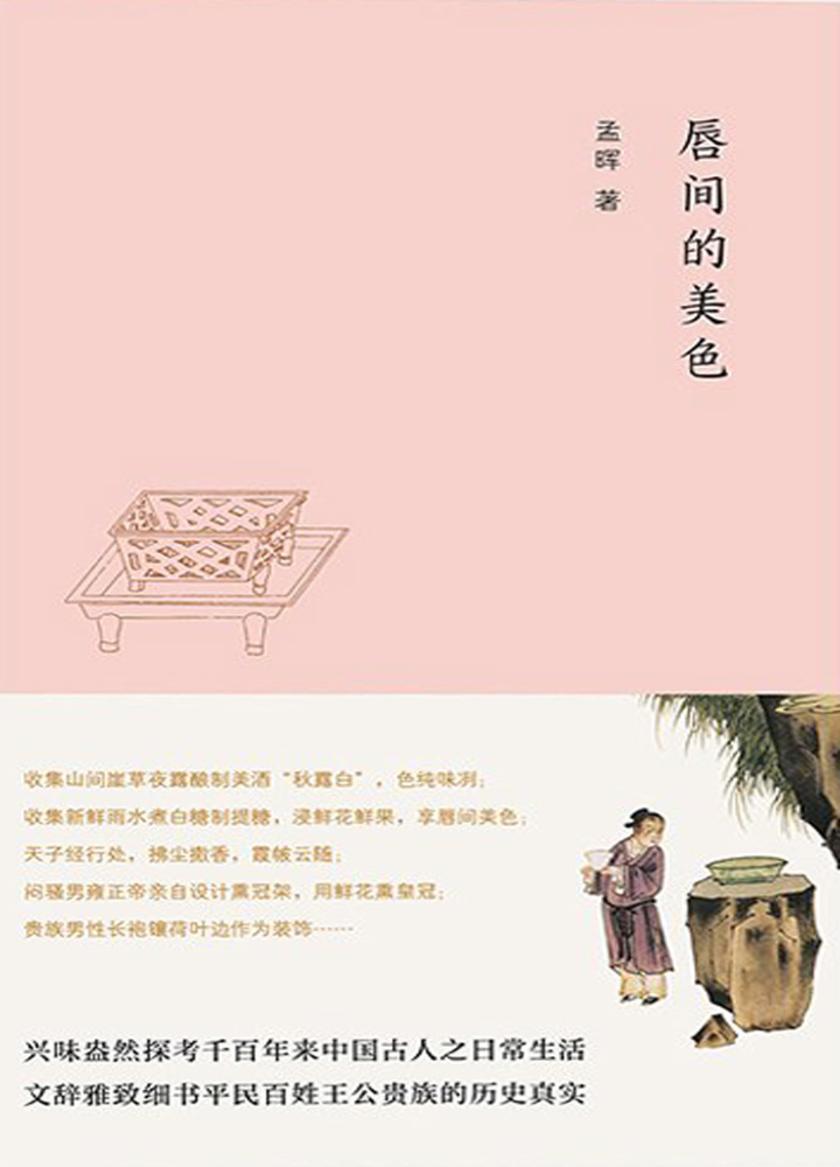 唇间的美色
孟晖 著
收集山间崖草夜露酿制美酒“秋露白”，色纯味冽；
收集新鲜雨水煮白糖制提糖，浸鲜花鲜果，享唇间美色；
天子经行处，拂尘撒香，霞帔云随；
闷骚男雍正帝亲自设计熏冠架，用鲜花熏皇冠；
贵族男性长袍镶荷叶边作为装饰……
兴味盎然探考千百年来中国古人之日常生活
文辞雅致细书平民百姓王公贵族的历史真实